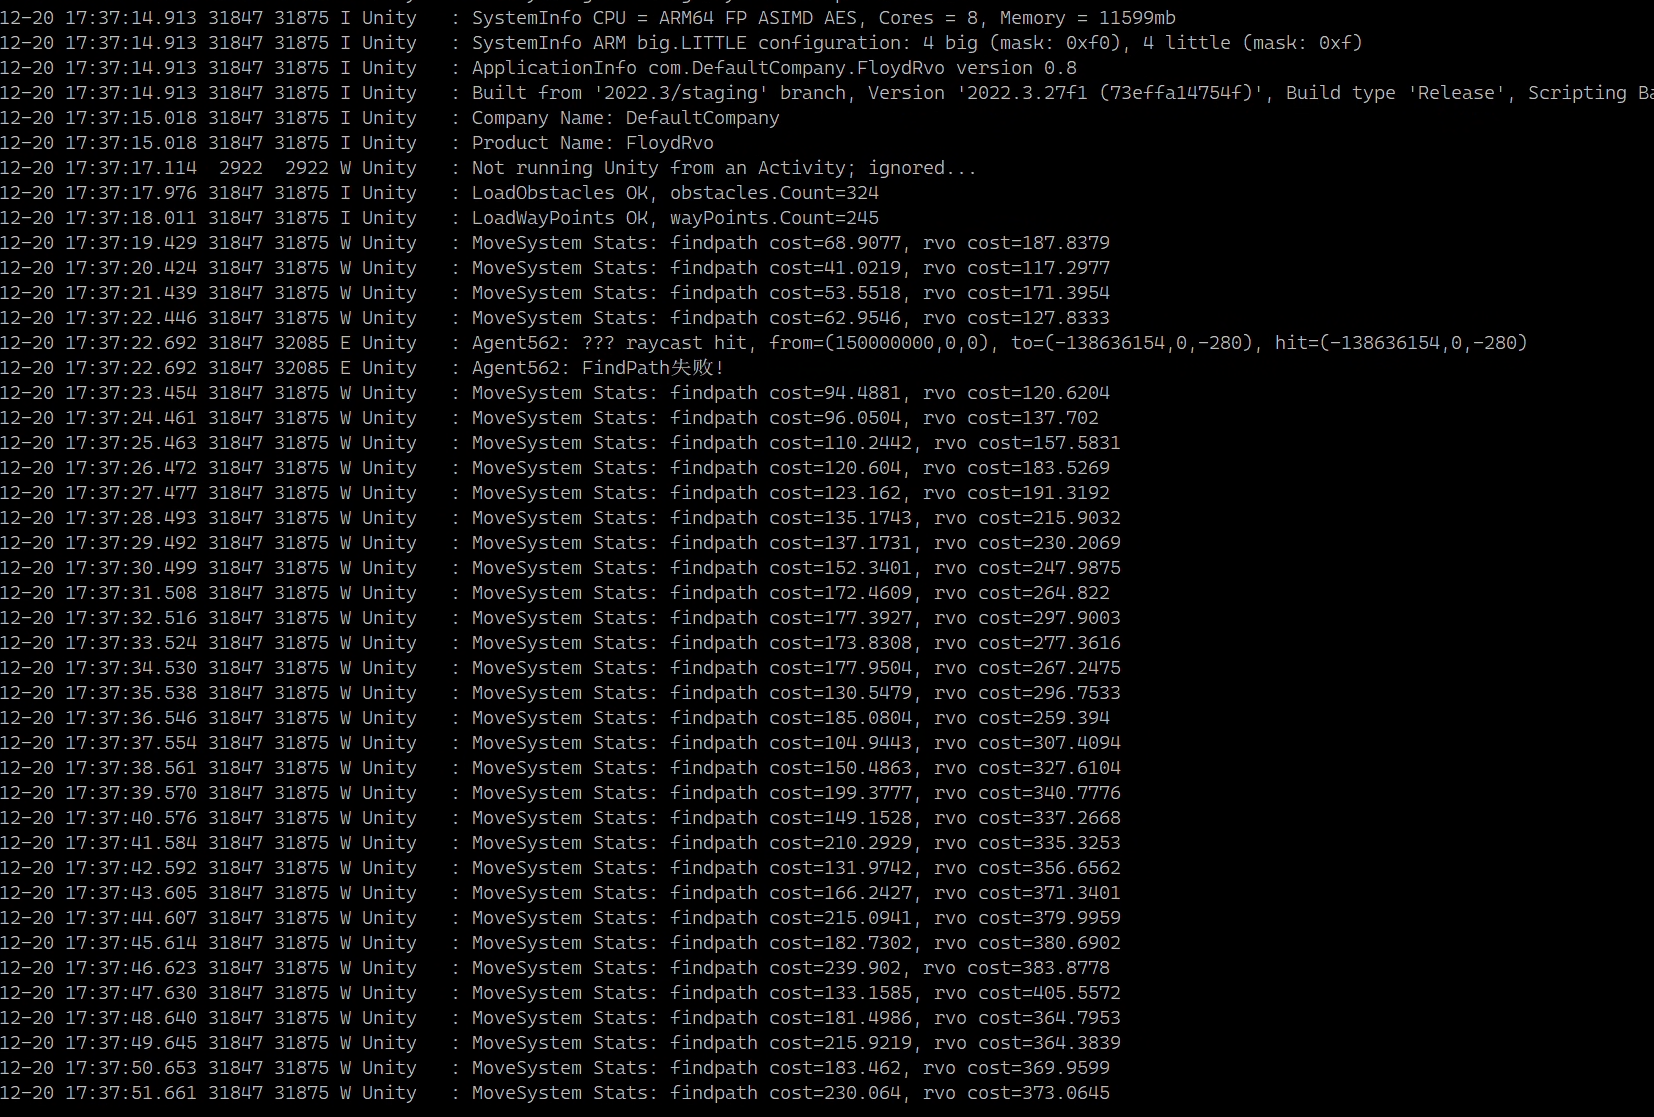 12-20 17:37:14.913 31847 31875 I Unity   : SystemInfo CPU = ARM64 FP ASIMD AES, Cores = 8, Memory = 11599mb
12-20 17:37:14.913 31847 31875 I Unity   : SystemInfo ARM big.LITTLE configuration: 4 big (mask: 0xf0), 4 little (mask: 0xf)
12-20 17:37:14.913 31847 31875 I Unity   : ApplicationInfo com.DefaultCompany.FloydRvo version 0.8
12-20 17:37:14.913 31847 31875 I Unity   : Built from '2022.3/staging' branch, Version '2022.3.27f1 (73effa14754f)', Build type 'Release', Scripting Ba
12-20 17:37:15.018 31847 31875 I Unity   : Company Name: DefaultCompany
12-20 17:37:15.018 31847 31875 I Unity   : Product Name: FloydRvo
12-20 17:37:17.114  2922  2922 W Unity   : Not running Unity from an Activity; ignored...
12-20 17:37:17.976 31847 31875 I Unity   : LoadObstacles OK, obstacles.Count=324
12-20 17:37:18.011 31847 31875 I Unity   : LoadWayPoints OK, wayPoints.Count=245
12-20 17:37:19.429 31847 31875 W Unity   : MoveSystem Stats: findpath cost=68.9077, rvo cost=187.8379
12-20 17:37:20.424 31847 31875 W Unity   : MoveSystem Stats: findpath cost=41.0219, rvo cost=117.2977
12-20 17:37:21.439 31847 31875 W Unity   : MoveSystem Stats: findpath cost=53.5518, rvo cost=171.3954
12-20 17:37:22.446 31847 31875 W Unity   : MoveSystem Stats: findpath cost=62.9546, rvo cost=127.8333
12-20 17:37:22.692 31847 32085 E Unity   : Agent562: ??? raycast hit, from=(150000000,0,0), to=(-138636154,0,-280), hit=(-138636154,0,-280)
12-20 17:37:22.692 31847 32085 E Unity   : Agent562: FindPath失败!
12-20 17:37:23.454 31847 31875 W Unity   : MoveSystem Stats: findpath cost=94.4881, rvo cost=120.6204
12-20 17:37:24.461 31847 31875 W Unity   : MoveSystem Stats: findpath cost=96.0504, rvo cost=137.702
12-20 17:37:25.463 31847 31875 W Unity   : MoveSystem Stats: findpath cost=110.2442, rvo cost=157.5831
12-20 17:37:26.472 31847 31875 W Unity   : MoveSystem Stats: findpath cost=120.604, rvo cost=183.5269
12-20 17:37:27.477 31847 31875 W Unity   : MoveSystem Stats: findpath cost=123.162, rvo cost=191.3192
12-20 17:37:28.493 31847 31875 W Unity   : MoveSystem Stats: findpath cost=135.1743, rvo cost=215.9032
12-20 17:37:29.492 31847 31875 W Unity   : MoveSystem Stats: findpath cost=137.1731, rvo cost=230.2069
12-20 17:37:30.499 31847 31875 W Unity   : MoveSystem Stats: findpath cost=152.3401, rvo cost=247.9875
12-20 17:37:31.508 31847 31875 W Unity   : MoveSystem Stats: findpath cost=172.4609, rvo cost=264.822
12-20 17:37:32.516 31847 31875 W Unity   : MoveSystem Stats: findpath cost=177.3927, rvo cost=297.9003
12-20 17:37:33.524 31847 31875 W Unity   : MoveSystem Stats: findpath cost=173.8308, rvo cost=277.3616
12-20 17:37:34.530 31847 31875 W Unity   : MoveSystem Stats: findpath cost=177.9504, rvo cost=267.2475
12-20 17:37:35.538 31847 31875 W Unity   : MoveSystem Stats: findpath cost=130.5479, rvo cost=296.7533
12-20 17:37:36.546 31847 31875 W Unity   : MoveSystem Stats: findpath cost=185.0804, rvo cost=259.394
12-20 17:37:37.554 31847 31875 W Unity   : MoveSystem Stats: findpath cost=104.9443, rvo cost=307.4094
12-20 17:37:38.561 31847 31875 W Unity   : MoveSystem Stats: findpath cost=150.4863, rvo cost=327.6104
12-20 17:37:39.570 31847 31875 W Unity   : MoveSystem Stats: findpath cost=199.3777, rvo cost=340.7776
12-20 17:37:40.576 31847 31875 W Unity   : MoveSystem Stats: findpath cost=149.1528, rvo cost=337.2668
12-20 17:37:41.584 31847 31875 W Unity   : MoveSystem Stats: findpath cost=210.2929, rvo cost=335.3253
12-20 17:37:42.592 31847 31875 W Unity   : MoveSystem Stats: findpath cost=131.9742, rvo cost=356.6562
12-20 17:37:43.605 31847 31875 W Unity   : MoveSystem Stats: findpath cost=166.2427, rvo cost=371.3401
12-20 17:37:44.607 31847 31875 W Unity   : MoveSystem Stats: findpath cost=215.0941, rvo cost=379.9959
12-20 17:37:45.614 31847 31875 W Unity   : MoveSystem Stats: findpath cost=182.7302, rvo cost=380.6902
12-20 17:37:46.623 31847 31875 W Unity   : MoveSystem Stats: findpath cost=239.902, rvo cost=383.8778
12-20 17:37:47.630 31847 31875 W Unity   : MoveSystem Stats: findpath cost=133.1585, rvo cost=405.5572
12-20 17:37:48.640 31847 31875 W Unity   : MoveSystem Stats: findpath cost=181.4986, rvo cost=364.7953
12-20 17:37:49.645 31847 31875 W Unity   : MoveSystem Stats: findpath cost=215.9219, rvo cost=364.3839
12-20 17:37:50.653 31847 31875 W Unity   : MoveSystem Stats: findpath cost=183.462, rvo cost=369.9599
12-20 17:37:51.661 31847 31875 W Unity   : MoveSystem Stats: findpath cost=230.064, rvo cost=373.0645